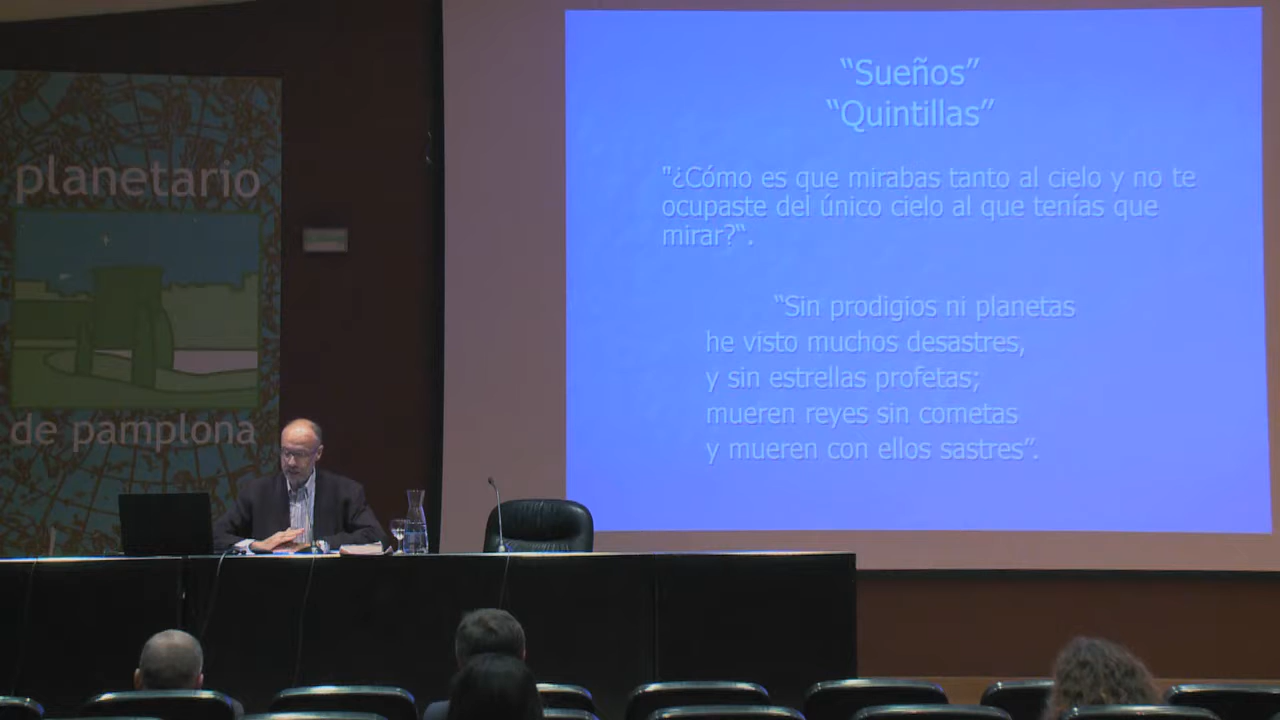 planetario
de pamplona
“Sueños”
“Quintillas”
"¿Cómo es que mirabas tanto al cielo y no te
ocupaste del único cielo al que tenías que
mirar?“.
“Sin prodigios ni planetas
he visto muchos desastres,
y sin estrellas profetas;
mueren reyes sin cometas
y mueren con ellos sastres”.